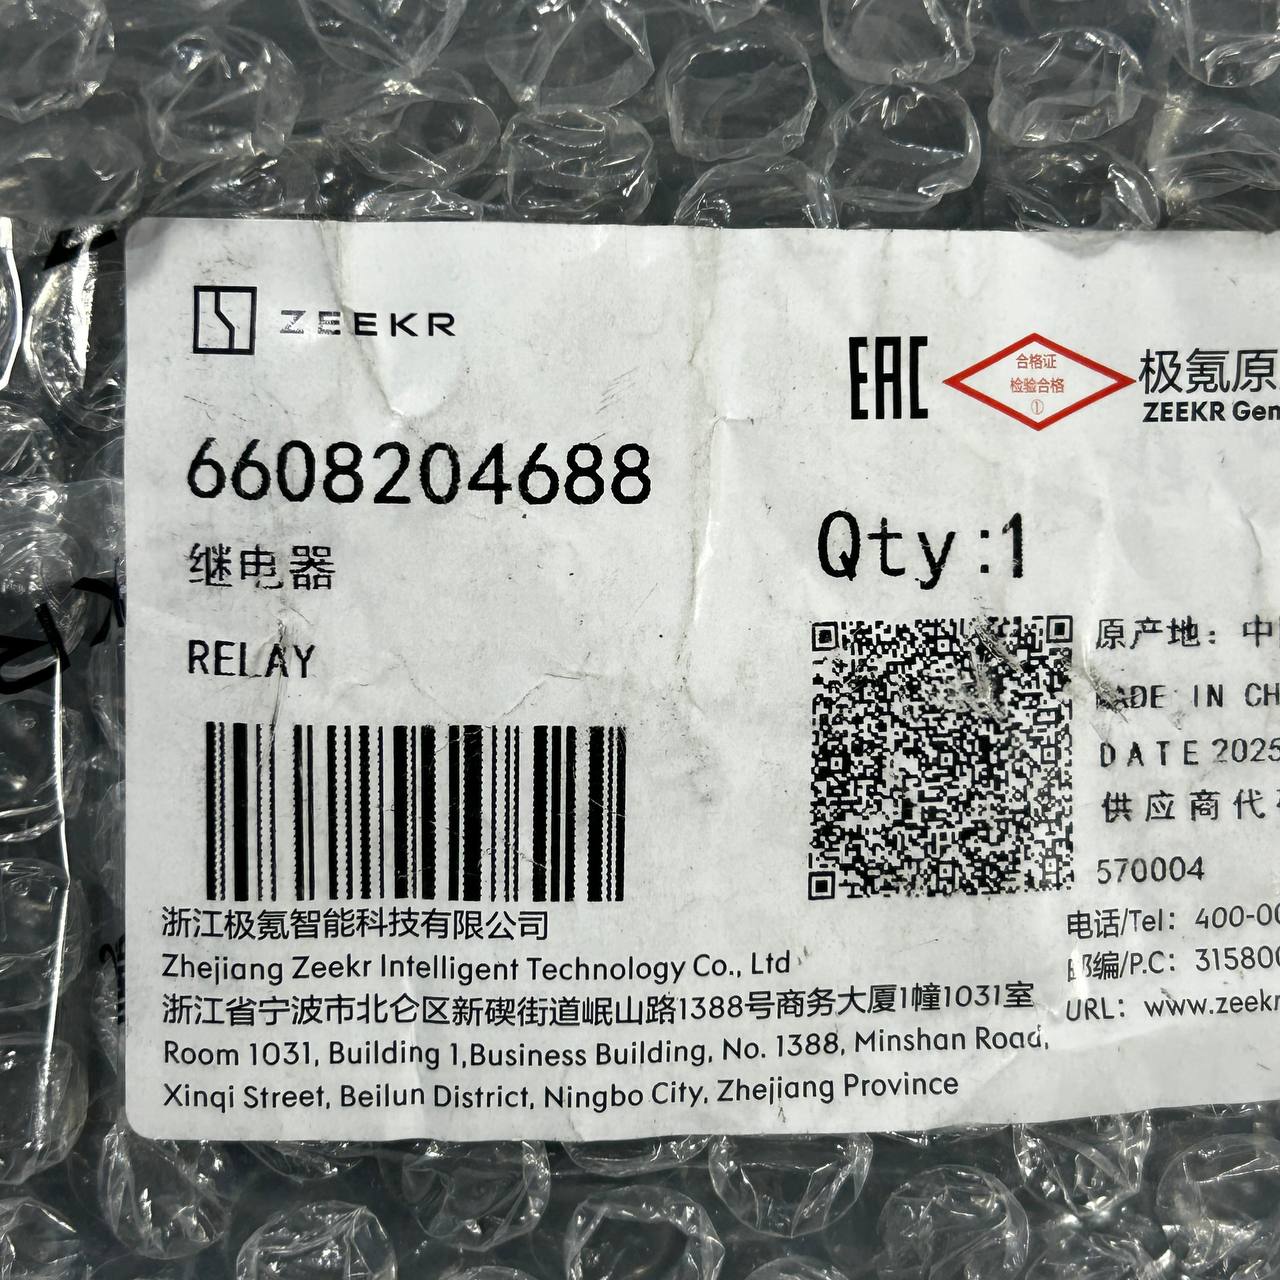 ZEEKR
EAC
合格证
检验合格
①
极氪原
ZEEKR Gen
6608204688
Qty:1
继电器
RELAY
原产地：中
MADE IN CH
DATE 2025
供应商代
570004
浙江极氪智能科技有限公司
Zhejiang Zeekr Intelligent Technology Co., Ltd
浙江省宁波市北仑区新碶街道岷山路1388号商务大厦1幢1031室
Room 1031, Building 1,Business Building, No. 1388, Minshan Road,
Xinqi Street, Beilun District, Ningbo City, Zhejiang Province
电话/Tel： 400-00
邮编/P.C： 315800
URL： www.zeekr